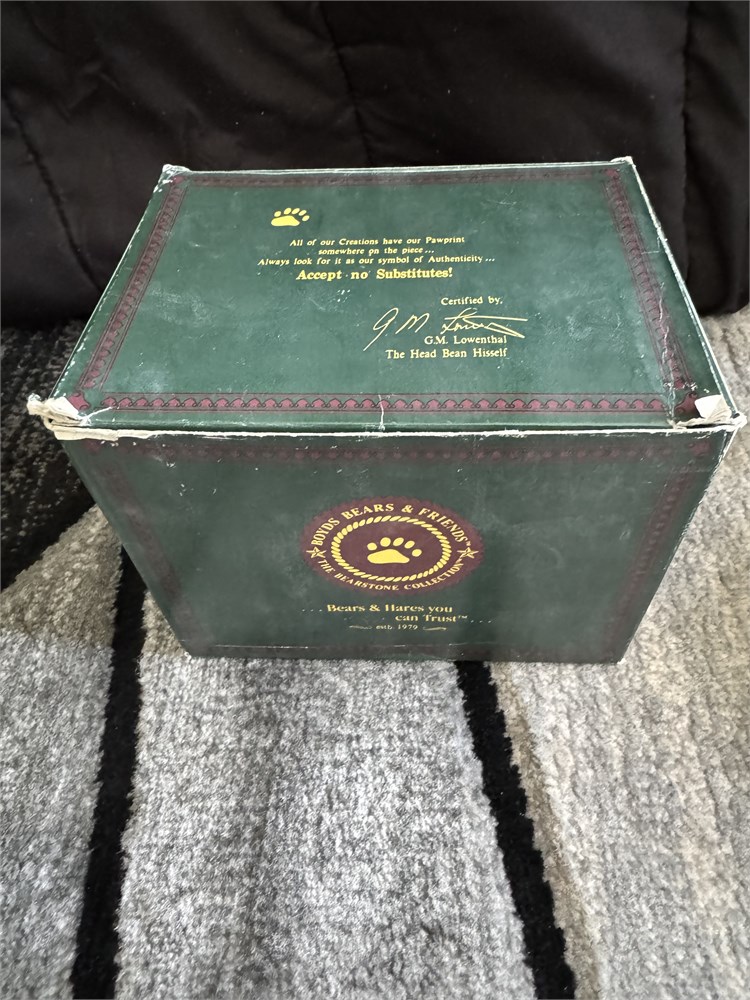 All of our Creations have our Pawprint
somewhere on the piece...
Always look for it as our symbol of Authenticity...
Accept no Substitutes!
Certified by,
G.M. Lowenthal
The Head Bean Hisself
BOYDS BEARS & FRIENDS™
THE BEARSTONE COLLECTION™
...Bears & Hares you
can Trust™...
estb. 1979